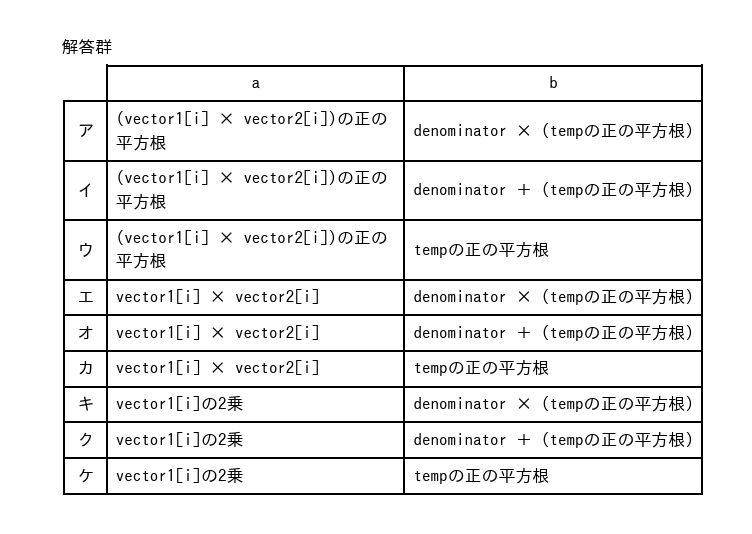 解答群
a b
ア (vector1[i] × vector2[i])の正の
平方根 denominator × (tempの正の平方根)
イ (vector1[i] × vector2[i])の正の
平方根 denominator ＋ (tempの正の平方根)
ウ (vector1[i] × vector2[i])の正の
平方根 tempの正の平方根
エ vector1[i] × vector2[i] denominator × (tempの正の平方根)
オ vector1[i] × vector2[i] denominator ＋ (tempの正の平方根)
カ vector1[i] × vector2[i] tempの正の平方根
キ vector1[i]の2乗 denominator × (tempの正の平方根)
ク vector1[i]の2乗 denominator ＋ (tempの正の平方根)
ケ vector1[i]の2乗 tempの正の平方根